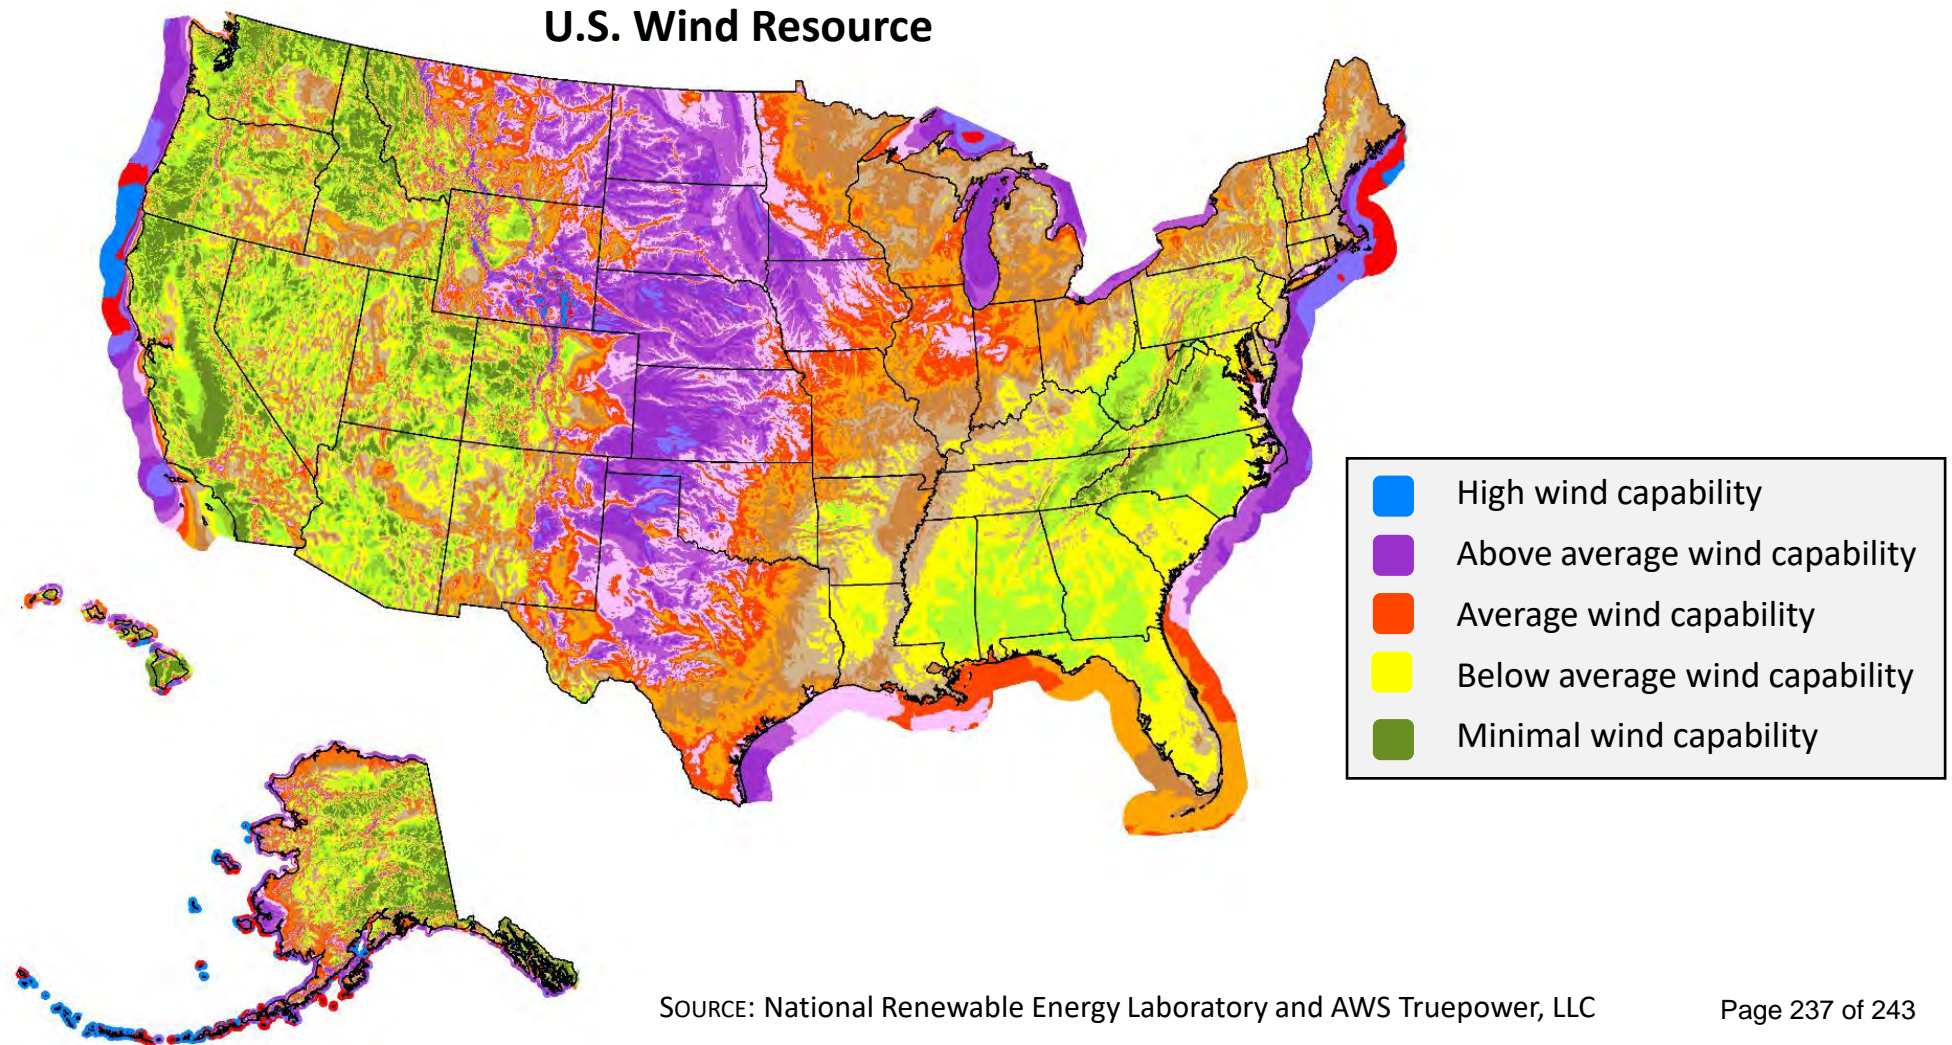 U.S. Wind Resource
High wind capability
Above average wind capability
Average wind capability
Below average wind capability
Minimal wind capability
SOURCE: National Renewable Energy Laboratory and AWS Truepower, LLC
Page 237 of 243